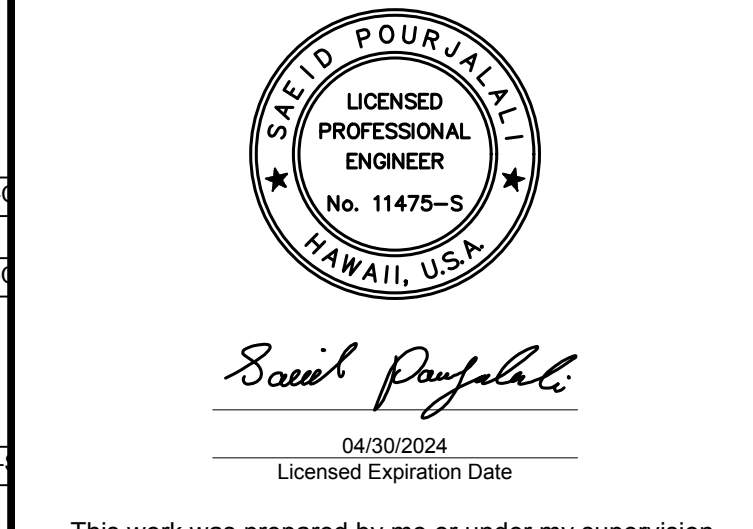 SAEID POURJALALI
LICENSED
PROFESSIONAL
ENGINEER
No. 11475-S
HAWAII, U.S.A.
Saeid Pourjalali
04/30/2024
Licensed Expiration Date
This work was prepared by me or under my supervision